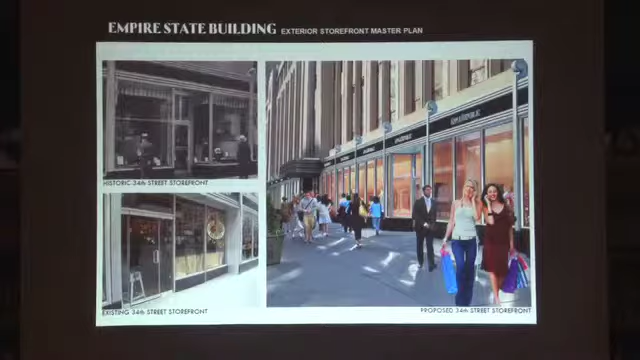 EMPIRE STATE BUILDING EXTERIOR STOREFRONT MASTER PLAN
HISTORIC 34th STREET STOREFRONT
EXISTING 34th STREET STOREFRONT
PROPOSED 34th STREET STOREFRONT